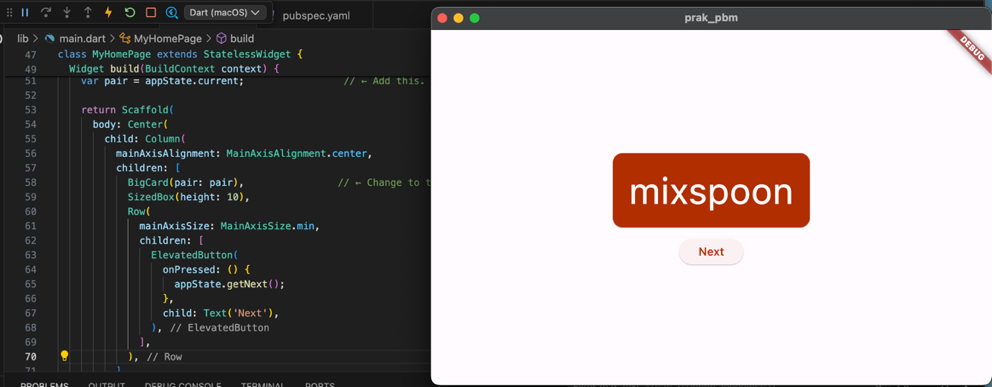 Dart (macOS)
pubspec.yaml
lib > main.dart > MyHomePage > build
47 class MyHomePage extends StatelessWidget {
49 Widget build(BuildContext context) {
51 var pair = appState.current; // ← Add this.
52
53 return Scaffold(
54 body: Center(
55 child: Column(
56 mainAxisAlignment: MainAxisAlignment.center,
57 children: [
58 BigCard(pair: pair), // ← Change to t
59 SizedBox(height: 10),
60 Row(
61 mainAxisSize: MainAxisSize.min,
62 children: [
63 ElevatedButton(
64 onPressed: () {
65 appState.getNext();
66 },
67 child: Text('Next'),
68 ), // ElevatedButton
69 ],
70 ), // Row
71 ]
PROBLEMS OUTPUT DEBUG CONSOLE TERMINAL PORTS
prak_pbm
DEBUG
mixspoon
Next